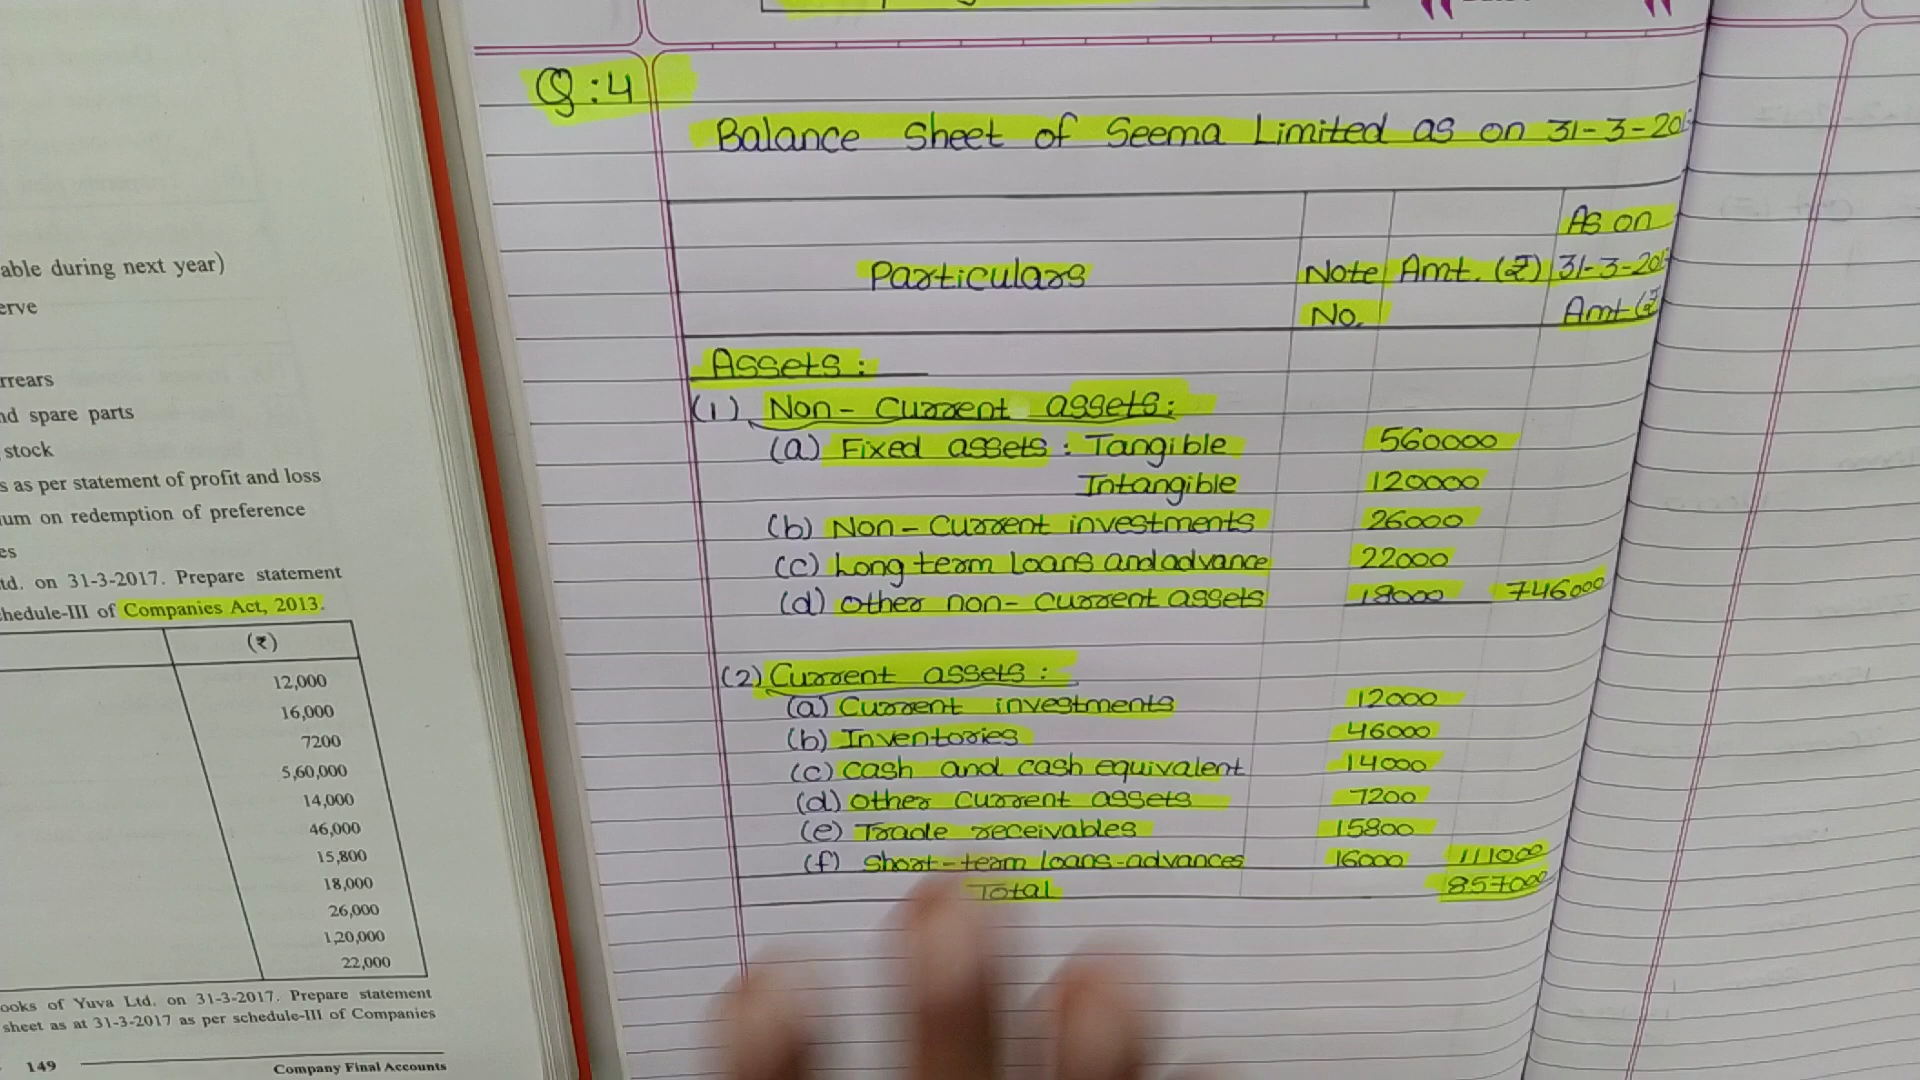 able during next year)
erve
rrears
nd spare parts
stock
s as per statement of profit and loss
um on redemption of preference
es
td. on 31-3-2017. Prepare statement
chedule-III of Companies Act, 2013.
(₹)
12,000
16,000
7200
5,60,000
14,000
46,000
15,800
18,000
26,000
1,20,000
22,000
ooks of Yuva Ltd. on 31-3-2017. Prepare statement
sheet as at 31-3-2017 as per schedule-III of Companies
149 Company Final Accounts
Q:4
Balance Sheet of Seema Limited as on 31-3-201
As on
Particulars Note Amt. (₹) 31-3-201
No. Amt (₹
Assets:
(1) Non-Current assets:
(a) Fixed assets: Tangible 560000
Intangible 120000
(b) Non-Current investments 26000
(c) Long term loans and advance 22000
(d) Other non-current assets 18000 746000
(2) Current assets:
(a) Current investments 12000
(b) Inventories 46000
(c) Cash and cash equivalent 14000
(d) Other Current assets 7200
(e) Trade receivables 15800
(f) Short-term loans-advances 16000 111000
Total 857000